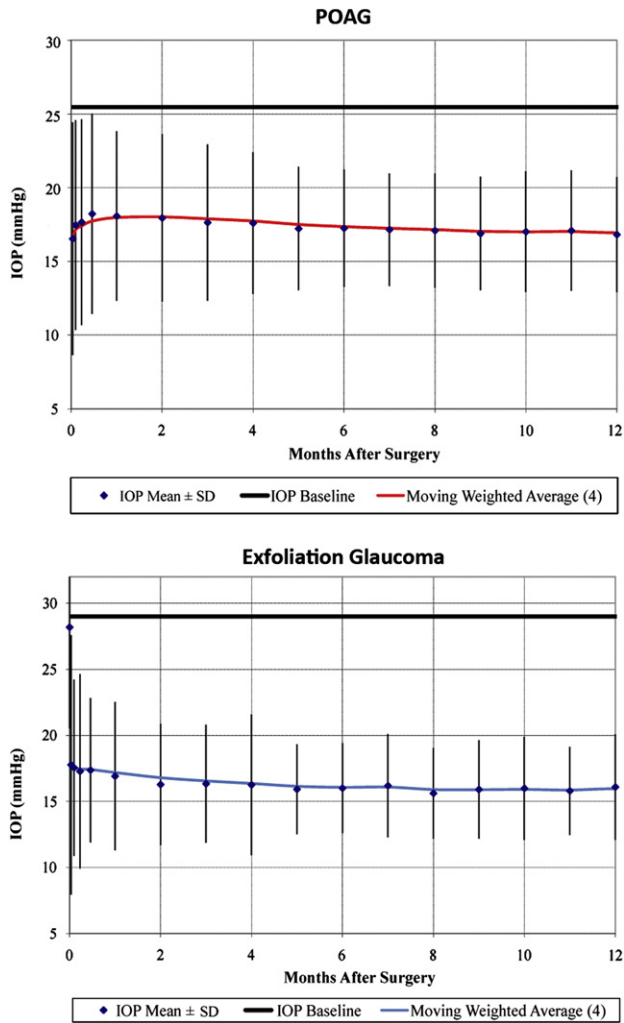 POAG
30
25
20
15
10
5
IOP (mmHg)
0 2 4 6 8 10 12
Months After Surgery
IOP Mean ± SD IOP Baseline Moving Weighted Average (4)
Exfoliation Glaucoma
30
25
20
15
10
5
IOP (mmHg)
0 2 4 6 8 10 12
Months After Surgery
IOP Mean ± SD IOP Baseline Moving Weighted Average (4)